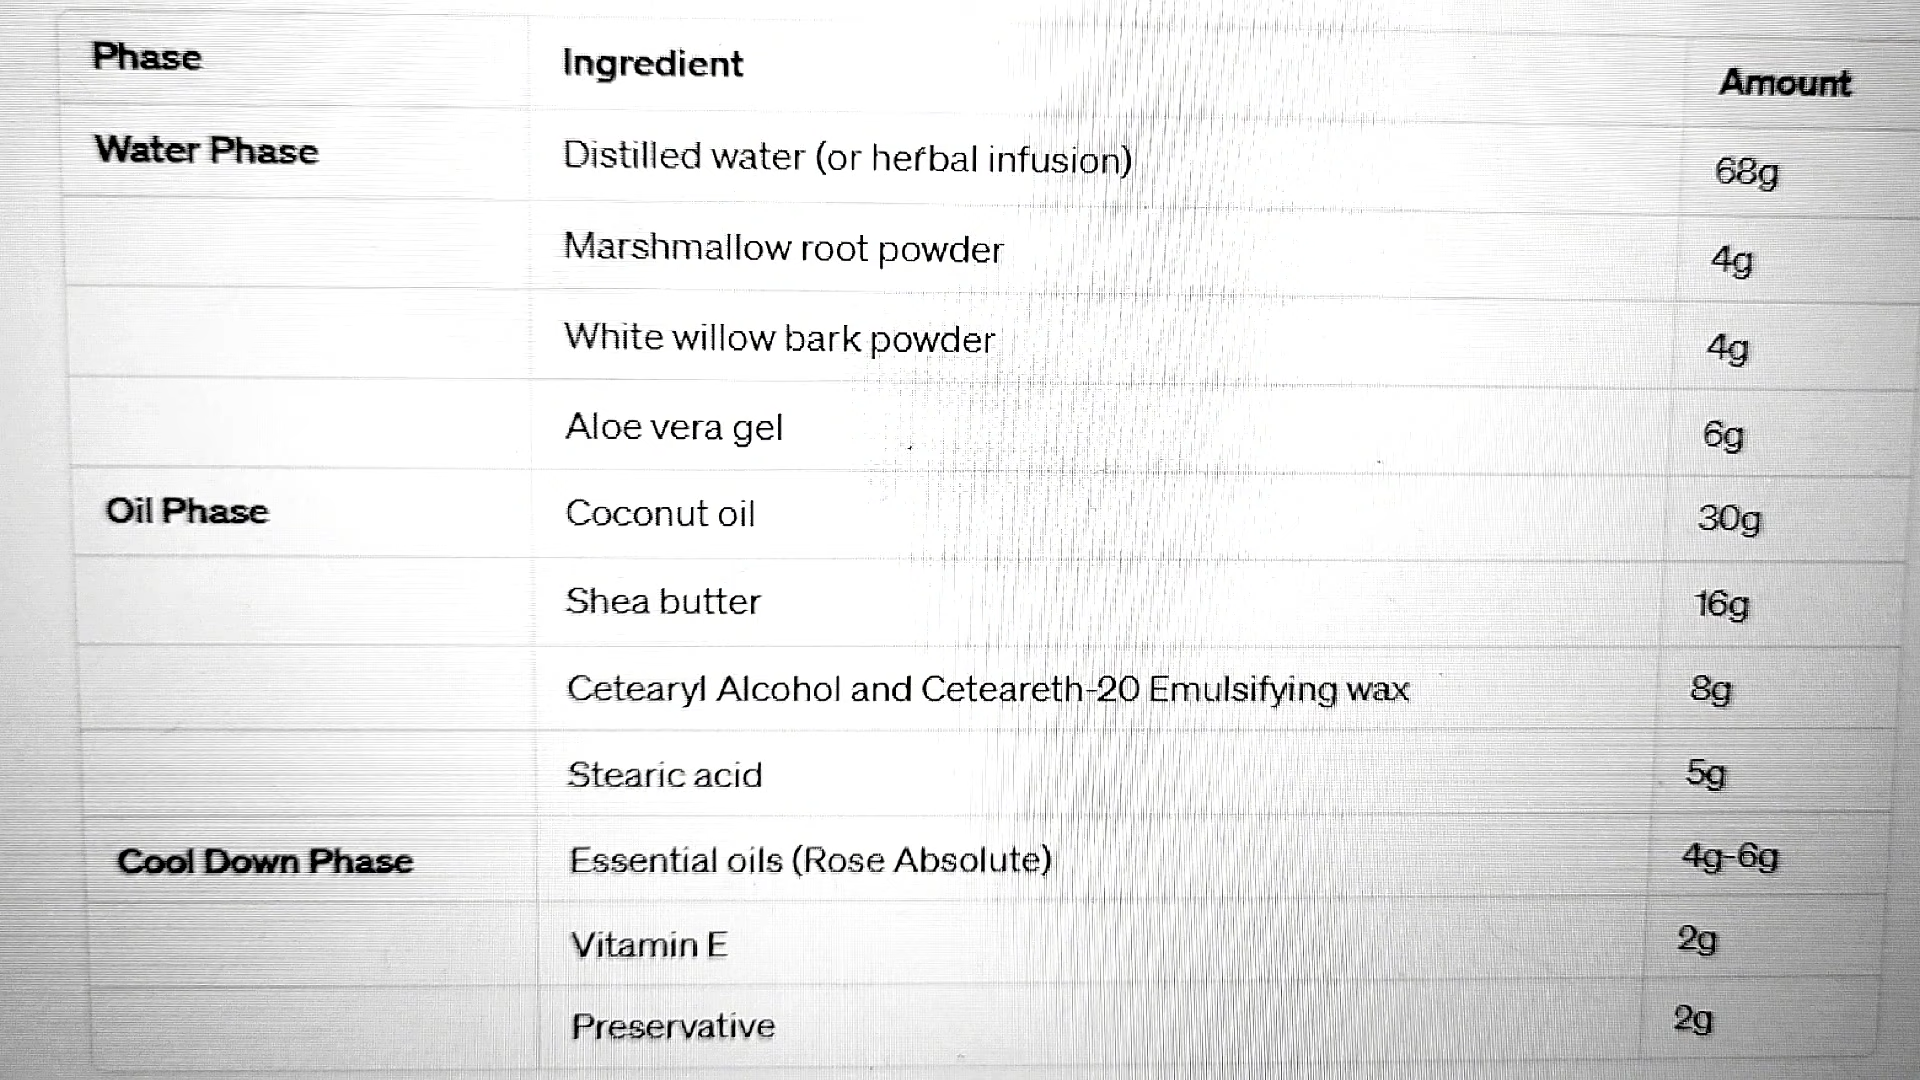 Phase Ingredient Amount
Water Phase Distilled water (or herbal infusion) 68g
Marshmallow root powder 4g
White willow bark powder 4g
Aloe vera gel 6g
Oil Phase Coconut oil 30g
Shea butter 16g
Cetearyl Alcohol and Ceteareth-20 Emulsifying wax 8g
Stearic acid 5g
Cool Down Phase Essential oils (Rose Absolute) 4g-6g
Vitamin E 2g
Preservative 2g